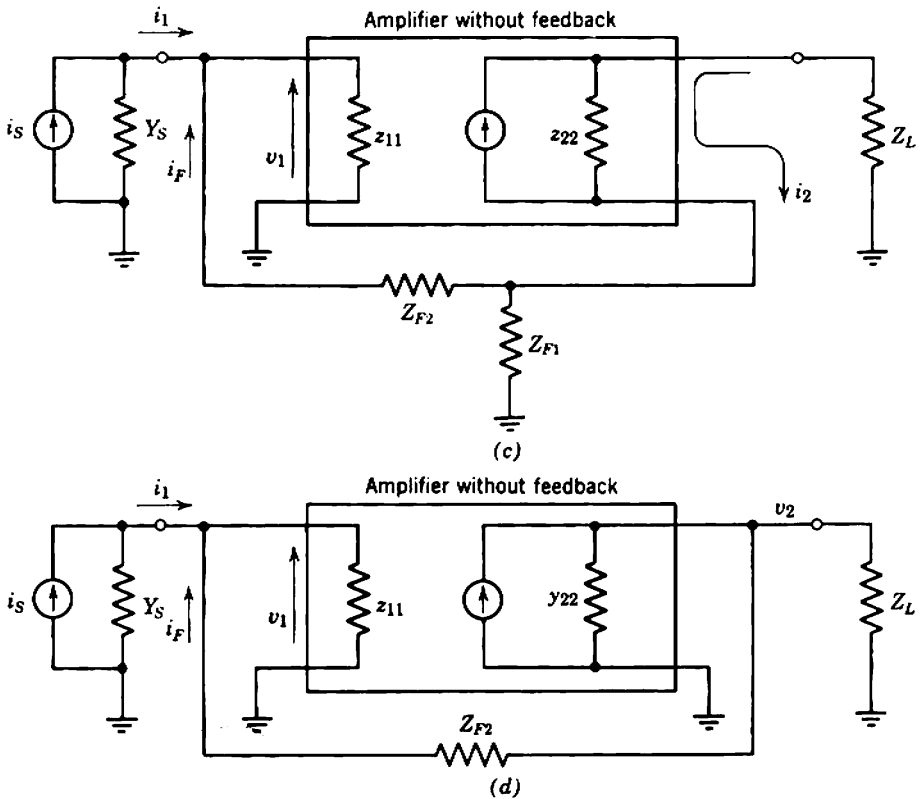 Amplifier without feedback
i1
iS
YS
iF
v1
z11
z22
i2
ZL
ZF2
ZF1
(c)
Amplifier without feedback
i1
v2
iS
YS
iF
v1
z11
y22
ZL
ZF2
(d)